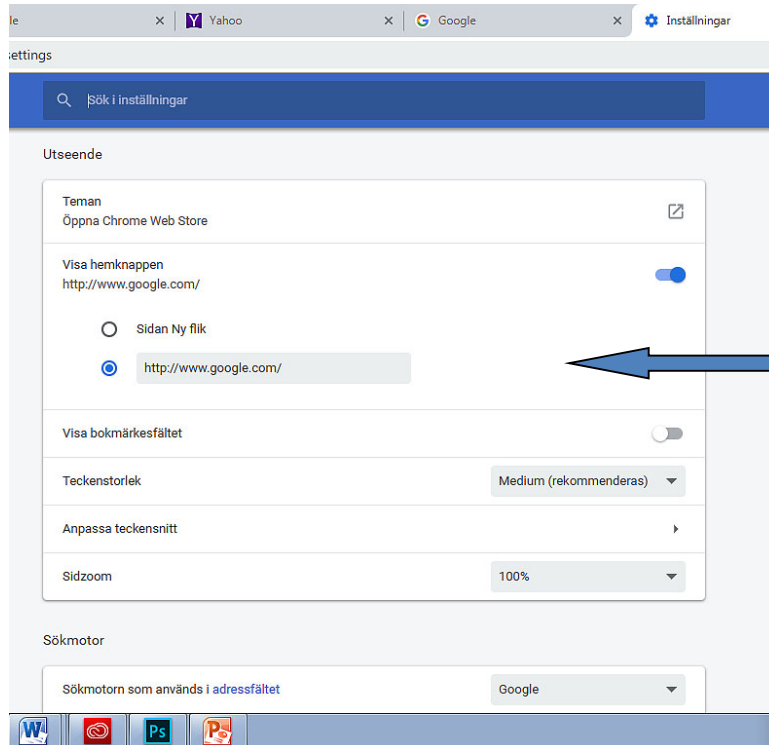 le
Yahoo
Google
Inställningar
settings
Sök i inställningar
Utseende
Teman
Öppna Chrome Web Store
Visa hemknappen
http://www.google.com/
Sidan Ny flik
http://www.google.com/
Visa bokmärkesfältet
Teckenstorlek
Medium (rekommenderas)
Anpassa teckensnitt
Sidzoom
100%
Sökmotor
Sökmotorn som används i adressfältet
Google
W
Ps
P